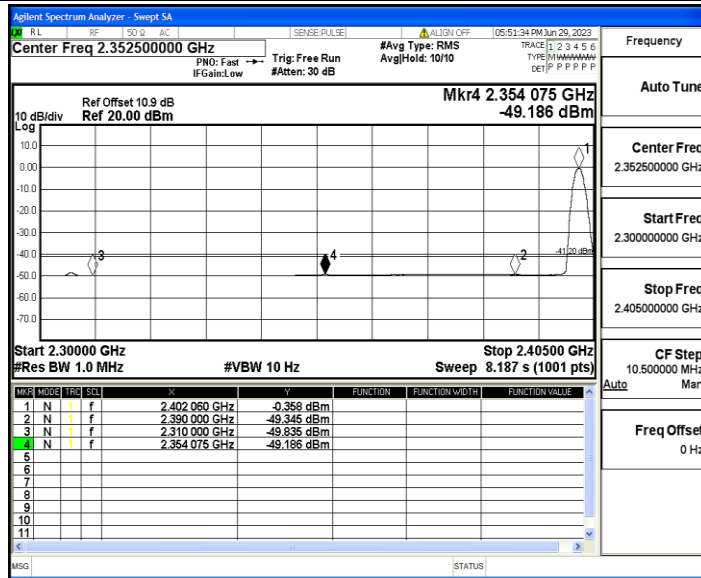 Agilent Spectrum Analyzer - Swept SA
RL RF 50 Ω AC SENSE:PULSE ALIGN OFF 05:51:34 PM Jun 29, 2023
Center Freq 2.352500000 GHz
PNO: Fast
IFGain:Low
Trig: Free Run
#Atten: 30 dB
#Avg Type: RMS
Avg|Hold: 10/10
TRACE 1 2 3 4 5 6
TYPE MWWWWW
DET P P P P P P
Ref Offset 10.9 dB
10 dB/div Ref 20.00 dBm
Log
Mkr4 2.354 075 GHz
-49.186 dBm
10.0
0.00
-10.0
-20.0
-30.0
-40.0
-50.0
-60.0
-70.0
1
2
3
4
-41.20 dBm
Start 2.30000 GHz Stop 2.40500 GHz
#Res BW 1.0 MHz #VBW 10 Hz Sweep 8.187 s (1001 pts)
MKR MODE TRC SCL X Y FUNCTION FUNCTION WIDTH FUNCTION VALUE
1 N 1 f 2.402 060 GHz -0.358 dBm
2 N 1 f 2.390 000 GHz -49.345 dBm
3 N 1 f 2.310 000 GHz -49.835 dBm
4 N 1 f 2.354 075 GHz -49.186 dBm
5
6
7
8
9
10
11
MSG STATUS
Frequency
Auto Tune
Center Freq
2.352500000 GHz
Start Freq
2.300000000 GHz
Stop Freq
2.405000000 GHz
CF Step
10.500000 MHz
Auto Man
Freq Offset
0 Hz